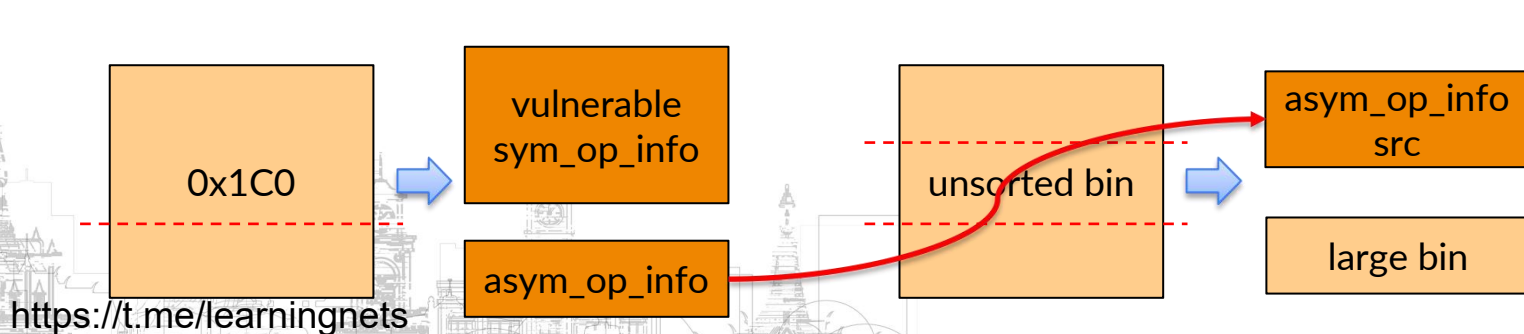 0x1C0
vulnerable
sym_op_info
asym_op_info
unsorted bin
asym_op_info
src
large bin
https://t.me/learningnets